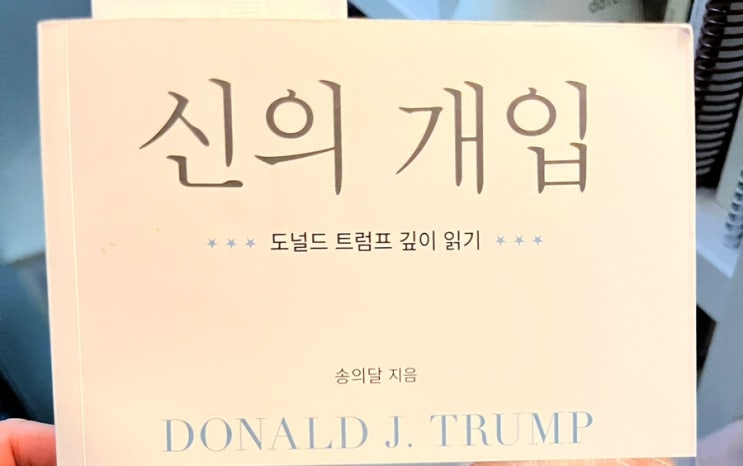 신의 개입
★ ★ ★ 도널드 트럼프 깊이 읽기 ★ ★ ★
송의달 지음
DONALD J. TRUMP